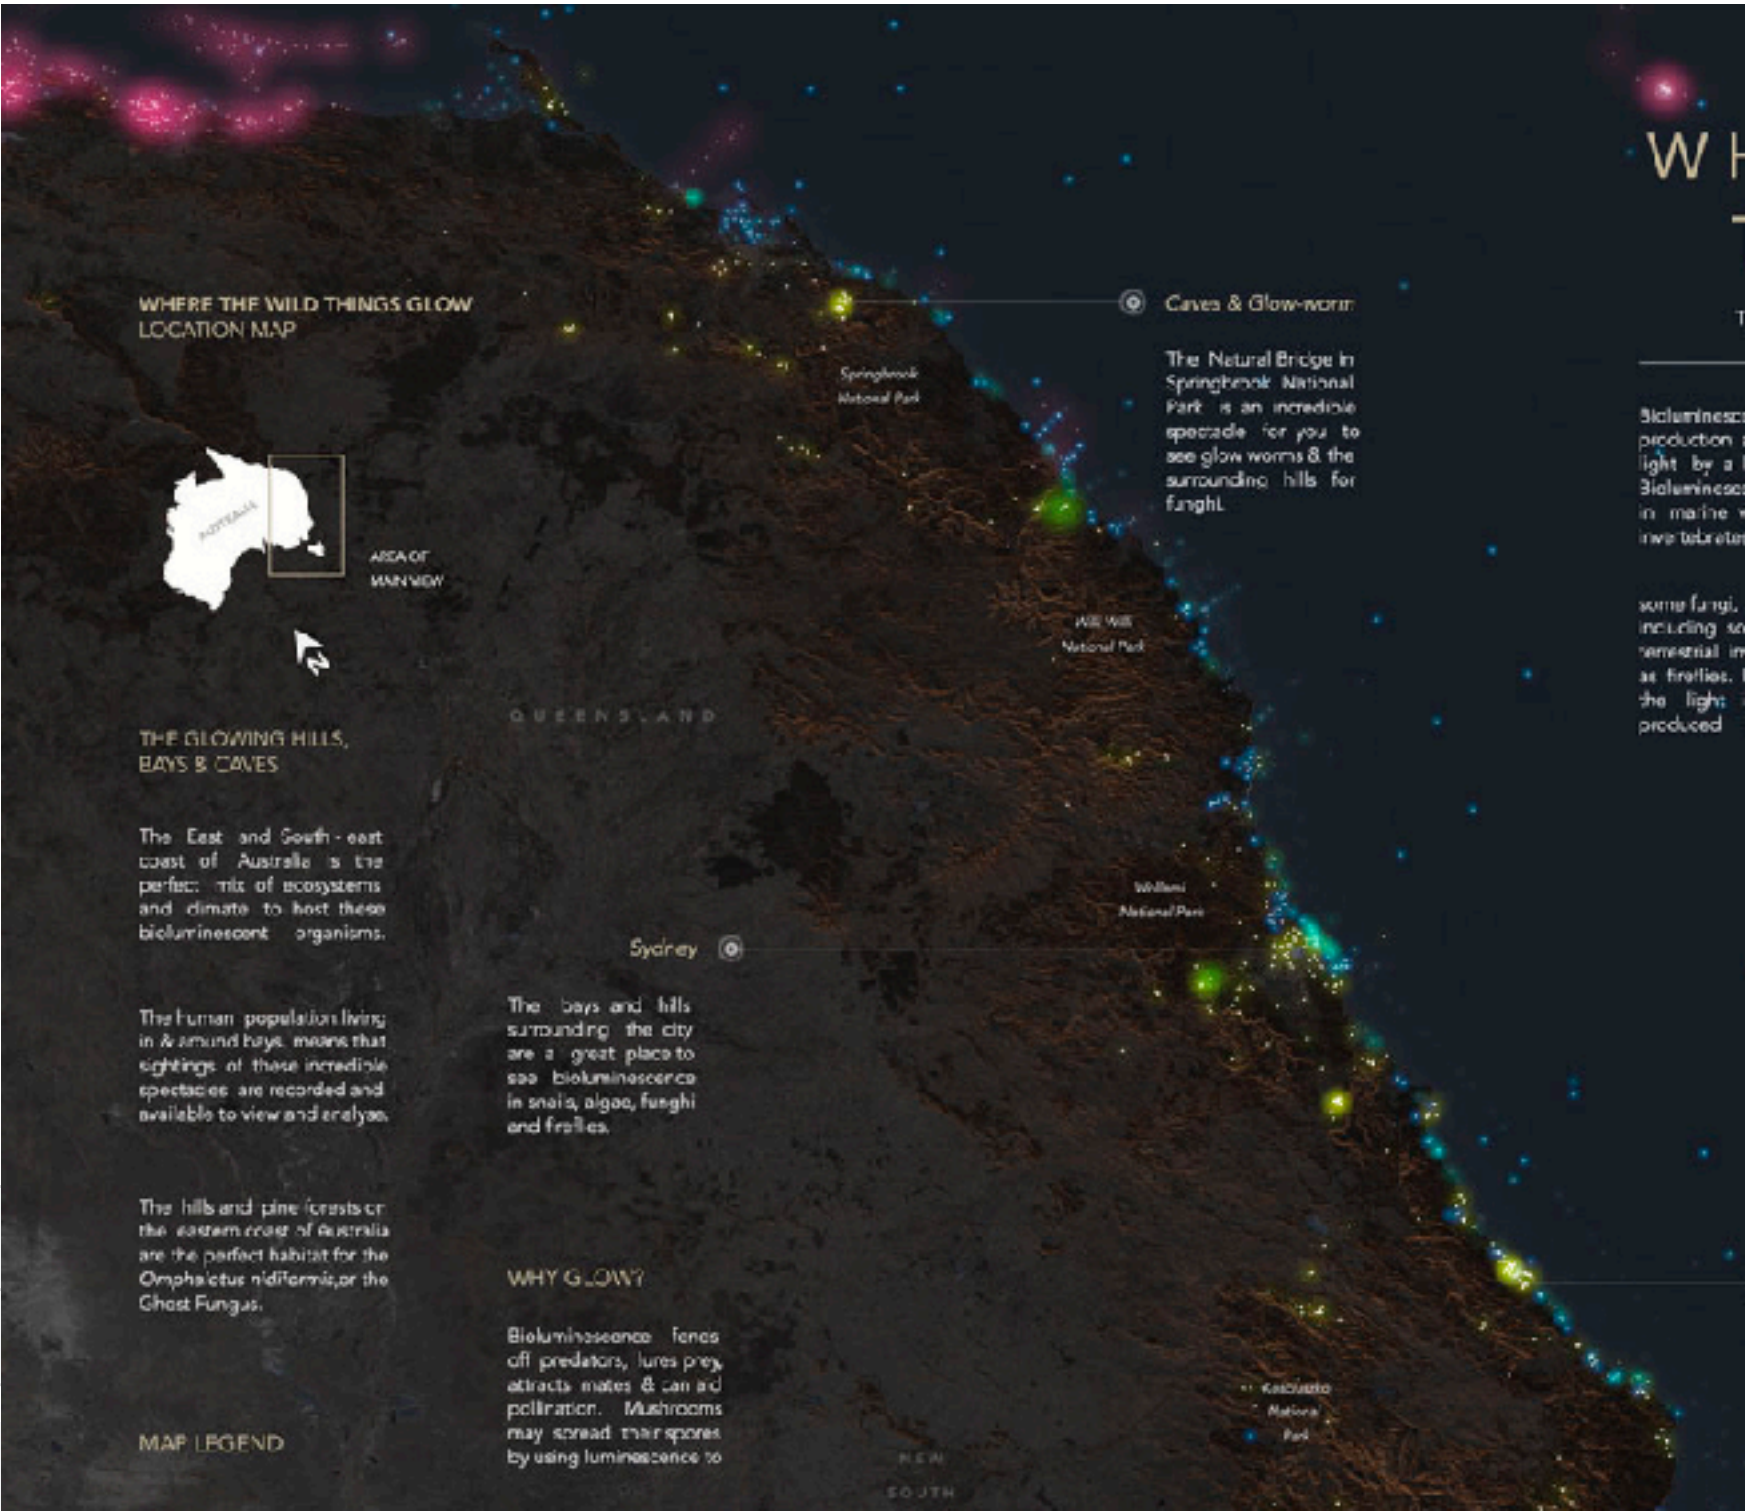 WH
WHERE THE WILD THINGS GLOW
LOCATION MAP
AUSTRALIA
AREA OF
MAIN VIEW
N
THE GLOWING HILLS,
BAYS & CAVES
The East and South-east
coast of Australia is the
perfect mix of ecosystems
and climate to host these
bioluminescent organisms.
The human population living
in & around bays, means that
sightings of these incredible
spectacles are recorded and
available to view and analyse.
The hills and pine forests on
the eastern coast of Australia
are the perfect habitat for the
Omphalotus nidiformis, or the
Ghost Fungus.
MAP LEGEND
QUEENSLAND
Sydney
The bays and hills
surrounding the city
are a great place to
see bioluminescence
in snails, algae, funghi
and fireflies.
WHY GLOW?
Bioluminescence fends
off predators, lures prey,
attracts mates & can aid
pollination. Mushrooms
may spread their spores
by using luminescence to
NEW
SOUTH
Springbrook
National Park
Willi Willi
National Park
Wollemi
National Park
Kosciuszko
National
Park
Caves & Glow-worm
The Natural Bridge in
Springbrook National
Park is an incredible
spectacle for you to
see glow worms & the
surrounding hills for
funghi.
T
Bioluminesc
production
light by a
Bioluminesc
in marine
invertebrates
some fungi,
including so
terrestrial in
as fireflies.
the light
produced